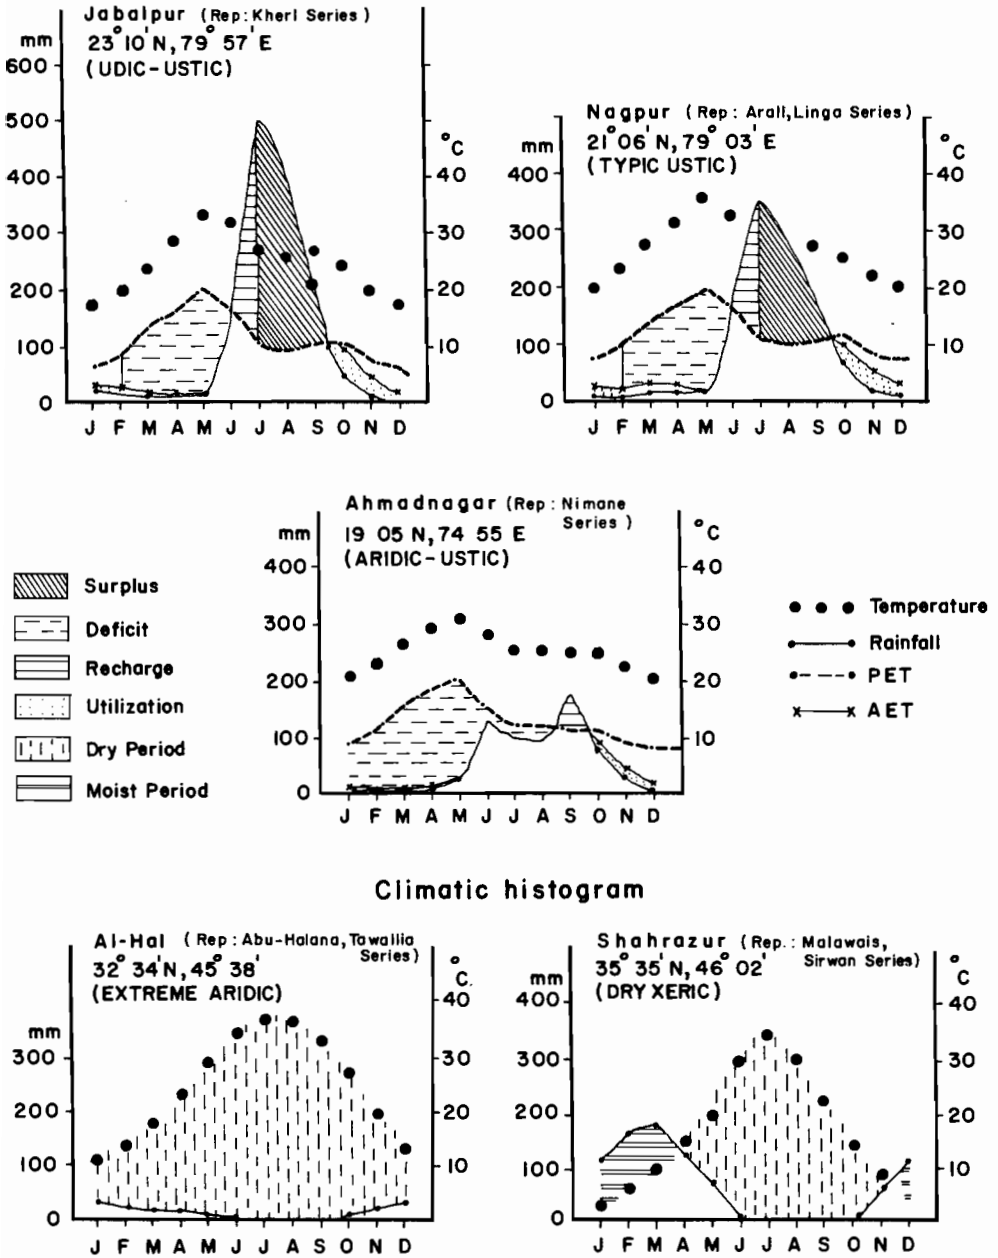 Jabalpur (Rep: Kherl Series)
23° 10' N, 79° 57' E
(UDIC-USTIC)
mm
600
500
400
300
200
100
0
°C
40
30
20
10
J F M A M J J A S O N D
Nagpur (Rep: Arali, Linga Series)
21° 06' N, 79° 03' E
(TYPIC USTIC)
mm
400
300
200
100
0
°C
40
30
20
10
J F M A M J J A S O N D
Ahmadnagar (Rep: Nimane
Series)
19 05 N, 74 55 E
(ARIDIC-USTIC)
mm
400
300
200
100
0
°C
40
30
20
10
J F M A M J J A S O N D
Surplus
Deficit
Recharge
Utilization
Dry Period
Moist Period
Temperature
Rainfall
PET
AET
Climatic histogram
Al-Hal (Rep: Abu-Halana, Tawallia
Series)
32° 34' N, 45° 38'
(EXTREME ARIDIC)
mm
300
200
100
0
°C.
40
30
20
10
J F M A M J J A S O N D
Shahrazur (Rep.: Malawais,
Sirwan Series)
35° 35' N, 46° 02'
(DRY XERIC)
mm
400
300
200
100
0
°C
40
30
20
10
J F M A M J J A S O N D